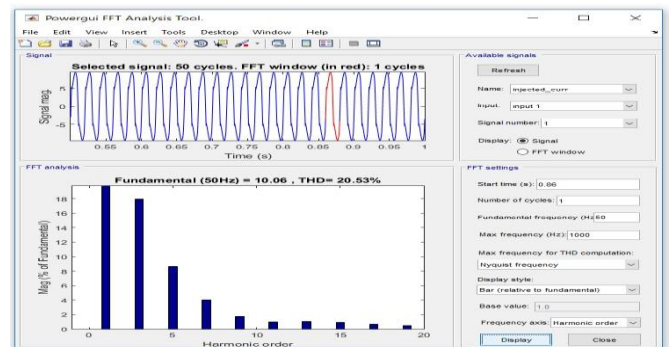 Powergui FFT Analysis Tool.
File Edit View Insert Tools Desktop Window Help
Signal
Selected signal: 50 cycles. FFT window (in red): 1 cycles
Signal mag.
5
0
-5
0.55 0.6 0.65 0.7 0.75 0.8 0.85 0.9 0.95 1
Time (s)
FFT analysis
Fundamental (50Hz) = 10.06 , THD= 20.53%
Mag (% of Fundamental)
18
16
14
12
10
8
6
4
2
0
0 5 10 15 20
Harmonic order
Available signals
Refresh
Name: Injected_curr
Input: input 1
Signal number: 1
Display: Signal
FFT window
FFT settings
Start time (s): 0.86
Number of cycles: 1
Fundamental frequency (Hz 50
Max frequency (Hz): 1000
Max frequency for THD computation:
Nyquist frequency
Display style:
Bar (relative to fundamental)
Base value: 1.0
Frequency axis: Harmonic order
Display Close